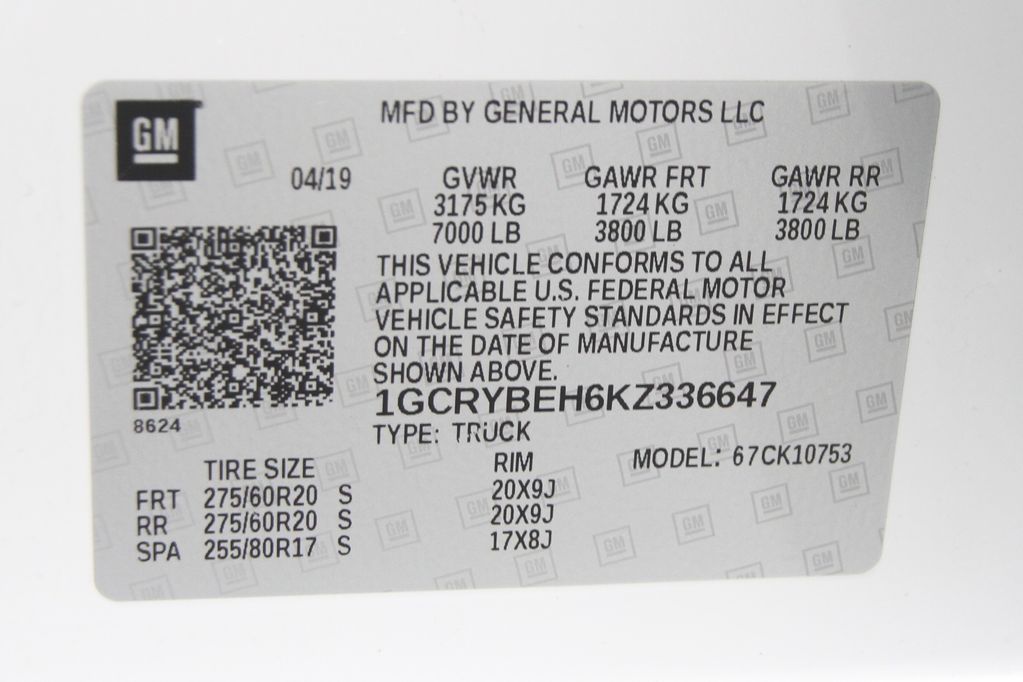 GM
MFD BY GENERAL MOTORS LLC
04/19 GVWR GAWR FRT GAWR RR
3175 KG 1724 KG 1724 KG
7000 LB 3800 LB 3800 LB
THIS VEHICLE CONFORMS TO ALL
APPLICABLE U.S. FEDERAL MOTOR
VEHICLE SAFETY STANDARDS IN EFFECT
ON THE DATE OF MANUFACTURE
SHOWN ABOVE.
1GCRYBEH6KZ336647
8624
TYPE: TRUCK
MODEL: 67CK10753
TIRE SIZE RIM
FRT 275/60R20 S 20X9J
RR 275/60R20 S 20X9J
SPA 255/80R17 S 17X8J